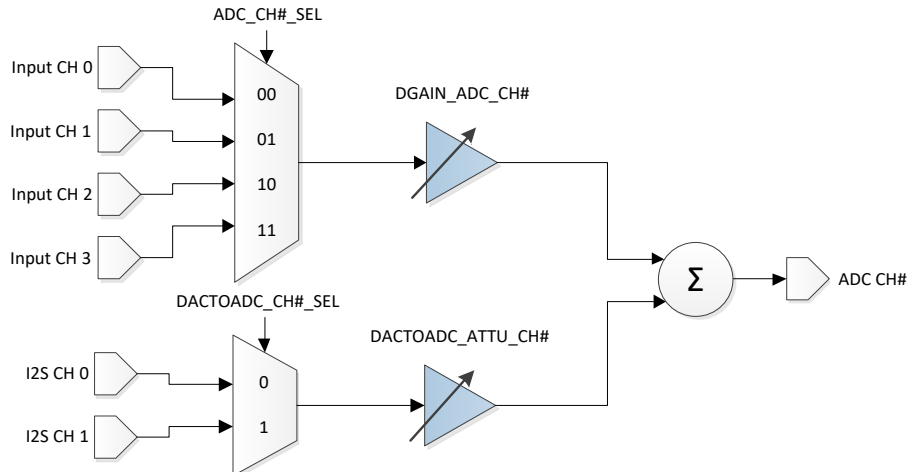 ADC_CH#_SEL
Input CH 0
00
DGAIN_ADC_CH#
Input CH 1
01
Input CH 2
10
Input CH 3
11
Σ
ADC CH#
DACTOADC_CH#_SEL
DACTOADC_ATTU_CH#
I2S CH 0
0
I2S CH 1
1